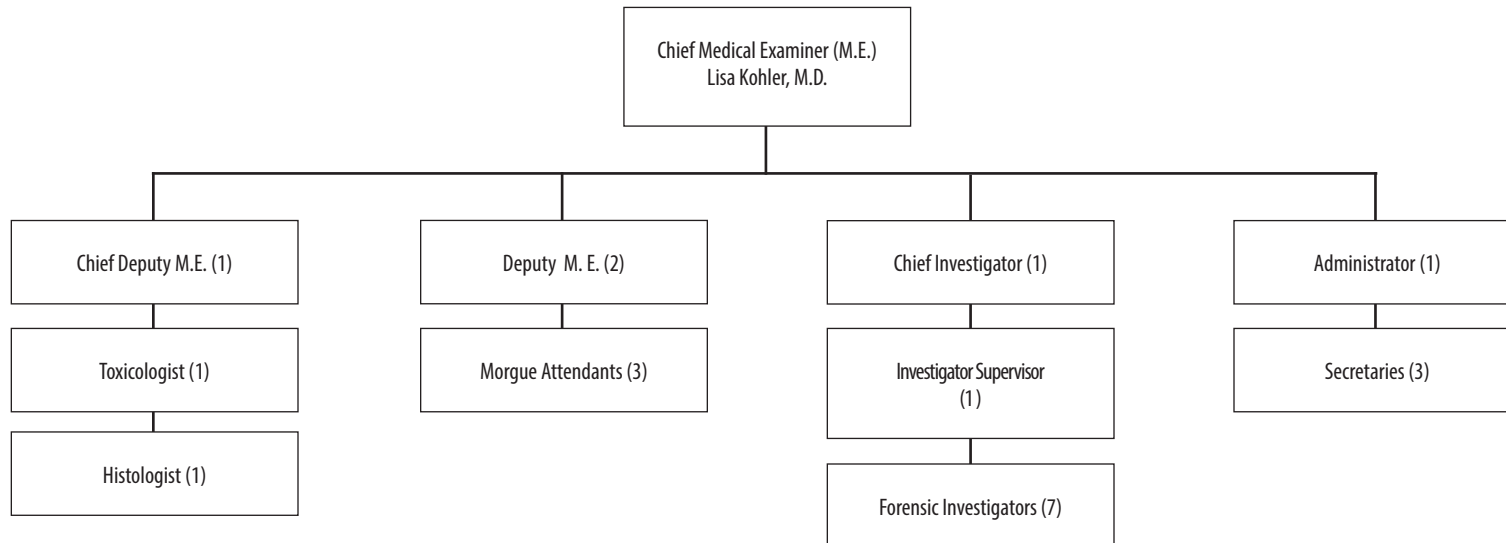 Chief Medical Examiner (M.E.)
Lisa Kohler, M.D.
Chief Deputy M.E. (1)
Deputy M. E. (2)
Chief Investigator (1)
Administrator (1)
Toxicologist (1)
Morgue Attendants (3)
Investigator Supervisor
(1)
Secretaries (3)
Histologist (1)
Forensic Investigators (7)